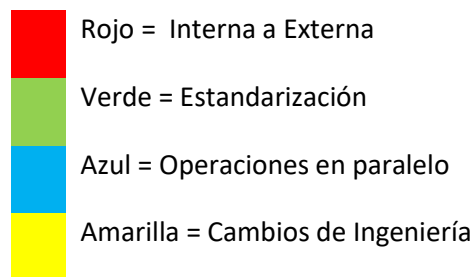 Rojo = Interna a Externa
Verde = Estandarización
Azul = Operaciones en paralelo
Amarilla = Cambios de Ingeniería